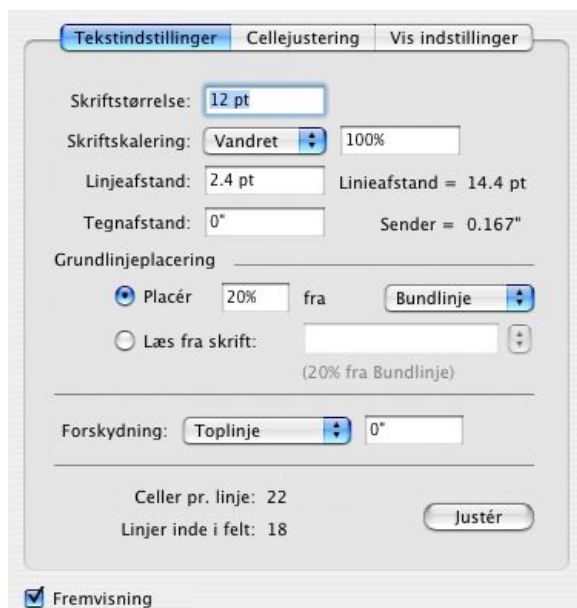 Tekstindstillinger Cellejustering Vis indstillinger
Skriftstørrelse: 12 pt
Skriftskalering: Vandret 100%
Linjeafstand: 2.4 pt Linieafstand = 14.4 pt
Tegnafstand: 0" Sender = 0.167"
Grundlinjeplacering
Placér 20% fra Bundlinje
Læs fra skrift:
(20% fra Bundlinje)
Forskydning: Toplinje 0"
Celler pr. linje: 22
Linjer inde i felt: 18
Justér
Fremvisning